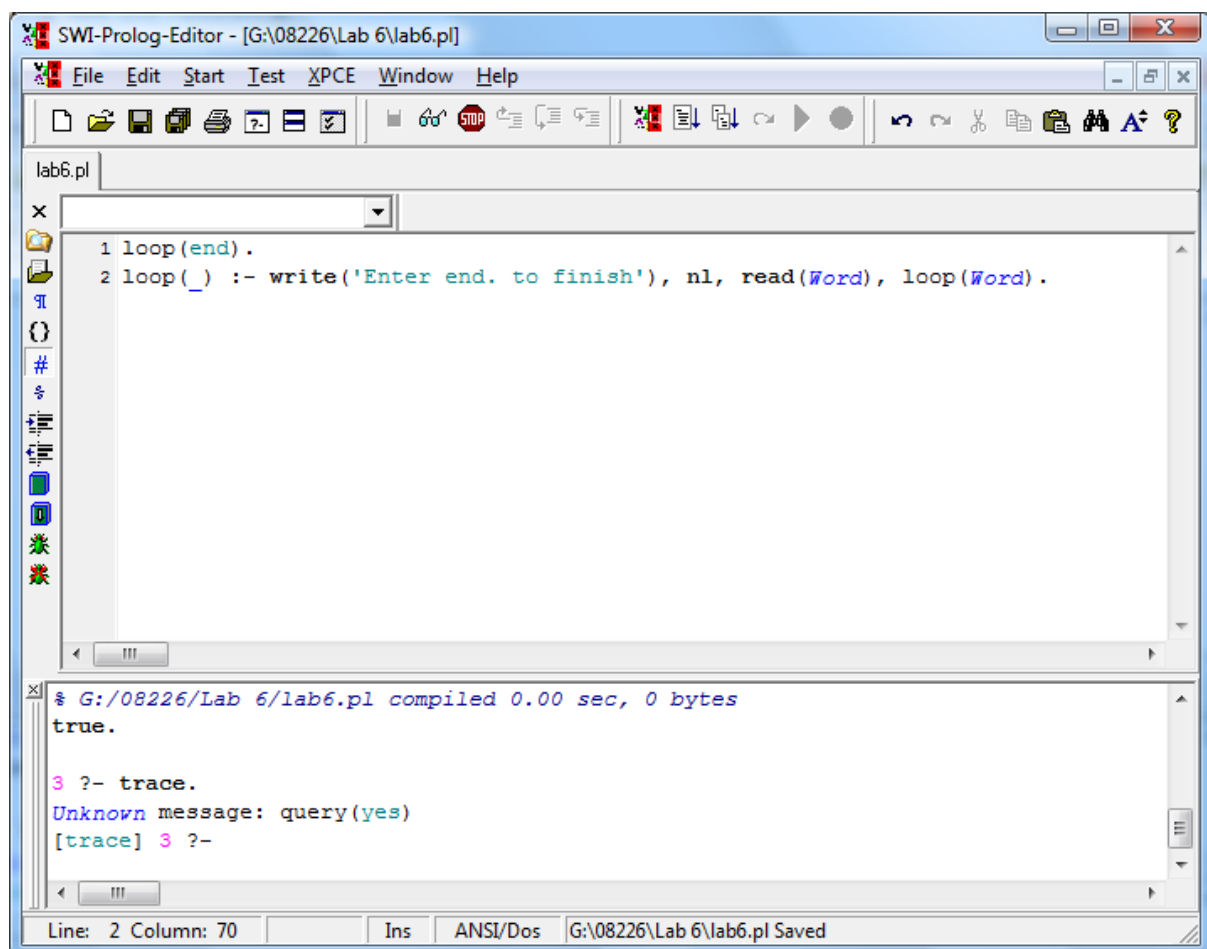 SWI-Prolog-Editor - [G:\08226\Lab 6\lab6.pl]
File Edit Start Test XPCE Window Help
STOP
lab6.pl
1 loop(end).
2 loop(_) :- write('Enter end. to finish'), nl, read(Word), loop(Word).
% G:/08226/Lab 6/lab6.pl compiled 0.00 sec, 0 bytes
true.
3 ?- trace.
Unknown message: query(yes)
[trace] 3 ?-
Line: 2 Column: 70 Ins ANSI/Dos G:\08226\Lab 6\lab6.pl Saved